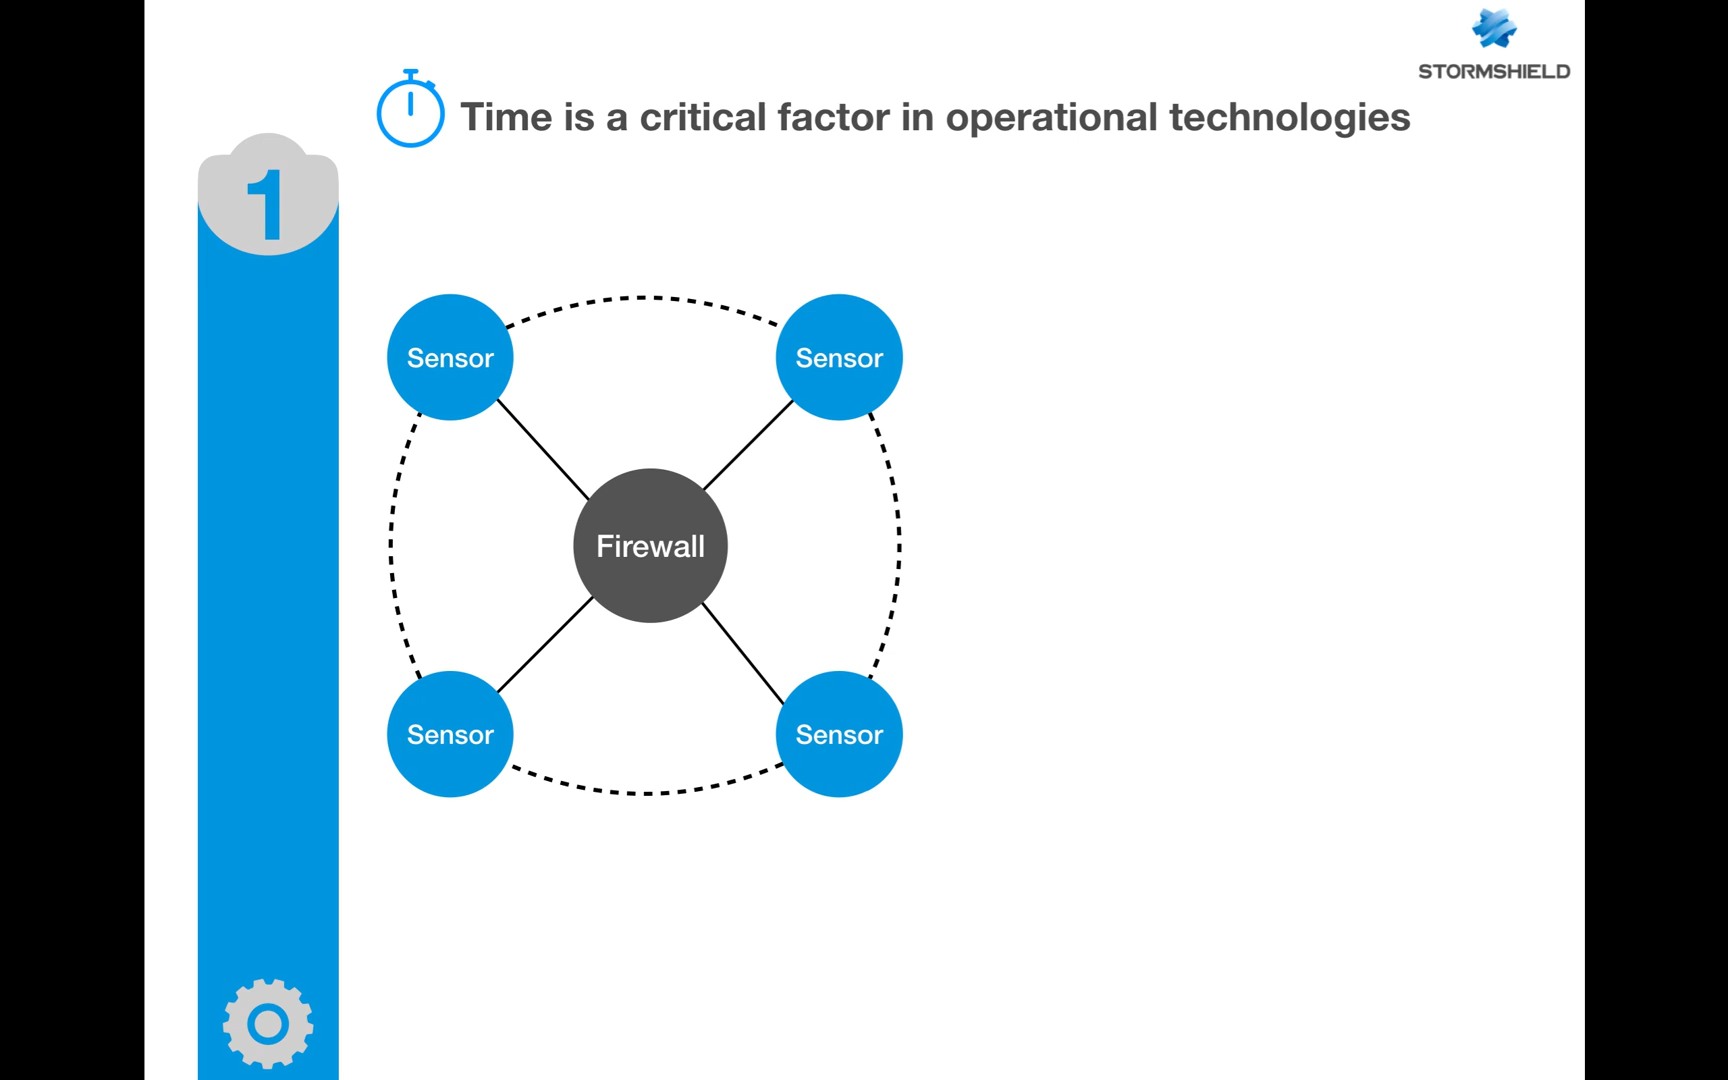 STORMSHIELD
Time is a critical factor in operational technologies
1
Sensor
Sensor
Firewall
Sensor
Sensor